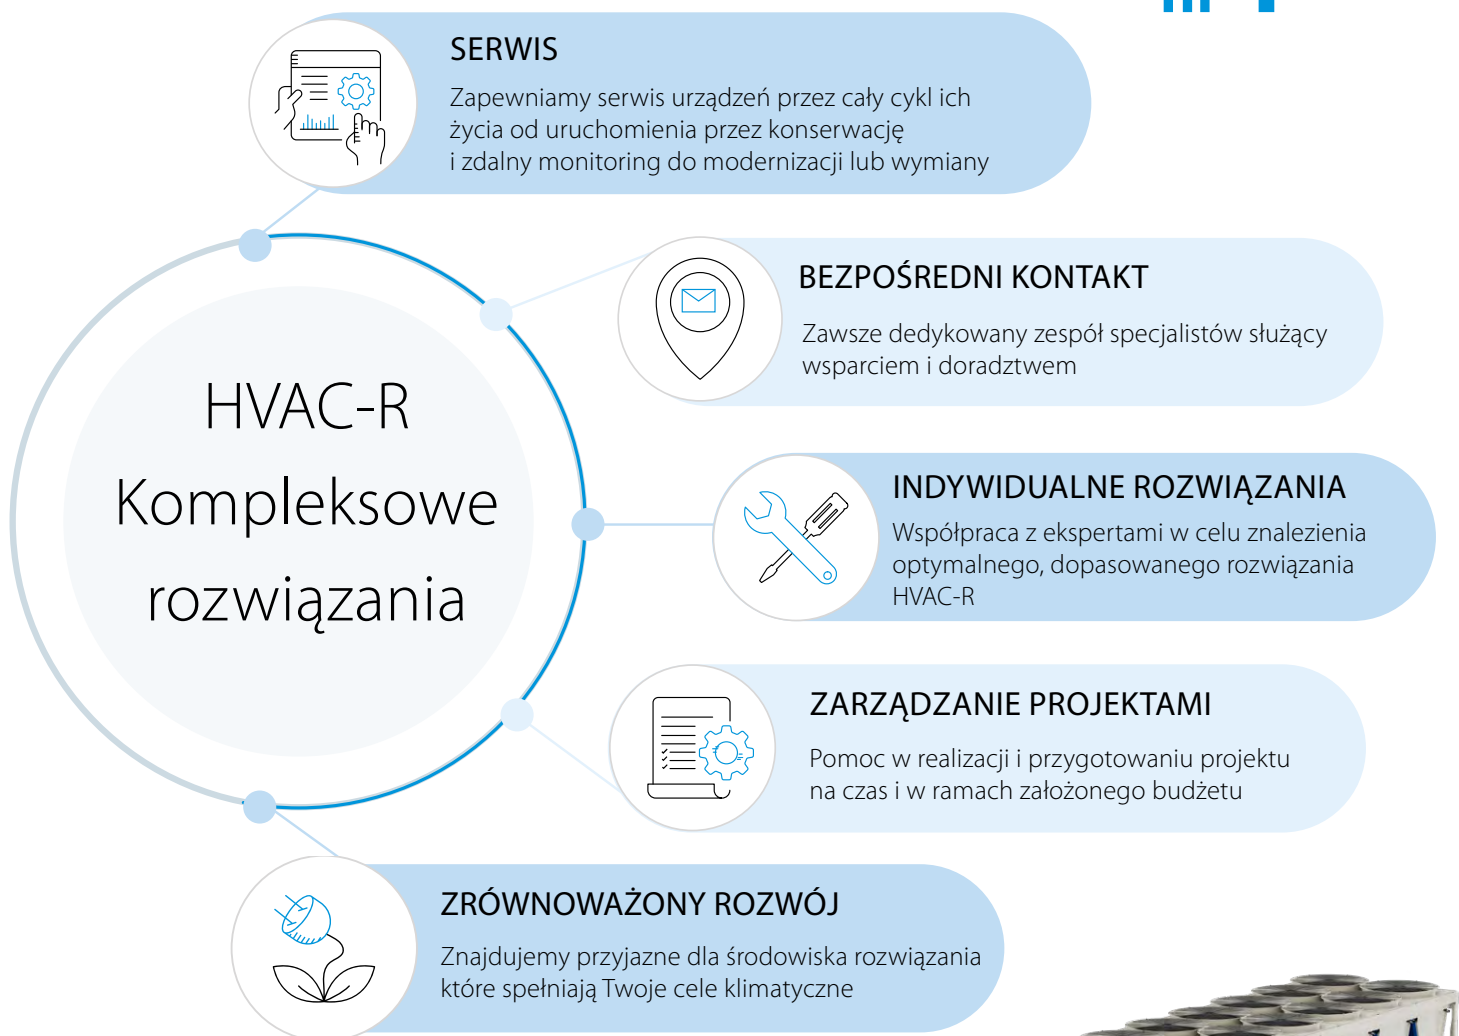 SERWIS
Zapewniamy serwis urządzeń przez cały cykl ich
życia od uruchomienia przez konserwację
i zdalny monitoring do modernizacji lub wymiany
BEZPOŚREDNI KONTAKT
Zawsze dedykowany zespół specjalistów służący
wsparciem i doradztwem
HVAC-R
Kompleksowe
rozwiązania
INDYWIDUALNE ROZWIĄZANIA
Współpraca z ekspertami w celu znalezienia
optymalnego, dopasowanego rozwiązania
HVAC-R
ZARZĄDZANIE PROJEKTAMI
Pomoc w realizacji i przygotowaniu projektu
na czas i w ramach założonego budżetu
ZRÓWNOWAŻONY ROZWÓJ
Znajdujemy przyjazne dla środowiska rozwiązania
które spełniają Twoje cele klimatyczne